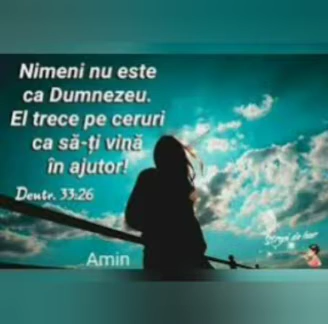 Nimeni nu este
ca Dumnezeu.
El trece pe ceruri
ca să-ți vină
în ajutor!
Deutr. 33:26
Amin